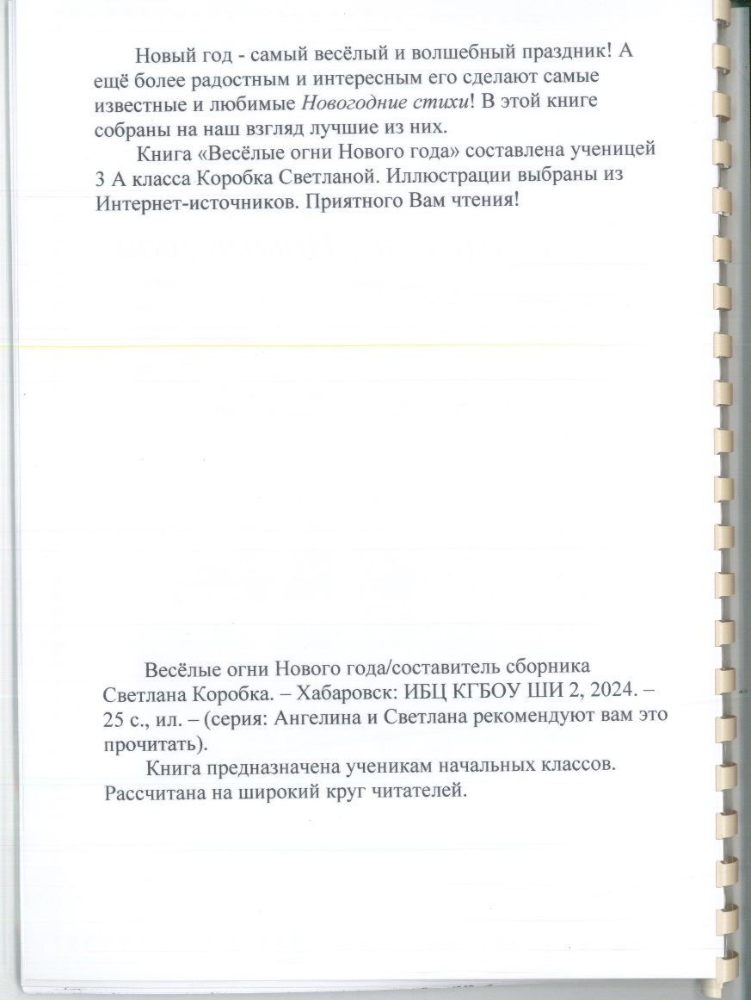 Новый год - самый весёлый и волшебный праздник! А
ещё более радостным и интересным его сделают самые
известные и любимые Новогодние стихи! В этой книге
собраны на наш взгляд лучшие из них.
Книга «Весёлые огни Нового года» составлена ученицей
3 А класса Коробка Светланой. Иллюстрации выбраны из
Интернет-источников. Приятного Вам чтения!
Весёлые огни Нового года/составитель сборника
Светлана Коробка. – Хабаровск: ИБЦ КГБОУ ШИ 2, 2024. –
25 с., ил. – (серия: Ангелина и Светлана рекомендуют вам это
прочитать).
Книга предназначена ученикам начальных классов.
Рассчитана на широкий круг читателей.